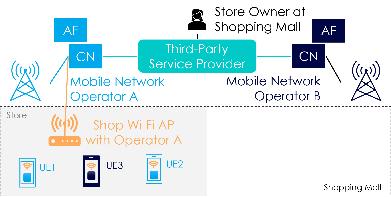 Store Owner at
Shopping Mall
AF
AF
CN
Third-Party
Service Provider
CN
Mobile Network
Operator A
Mobile Network
Operator B
Store
Shop Wi Fi AP
with Operator A
UE1
UE3
UE2
Shopping Mall